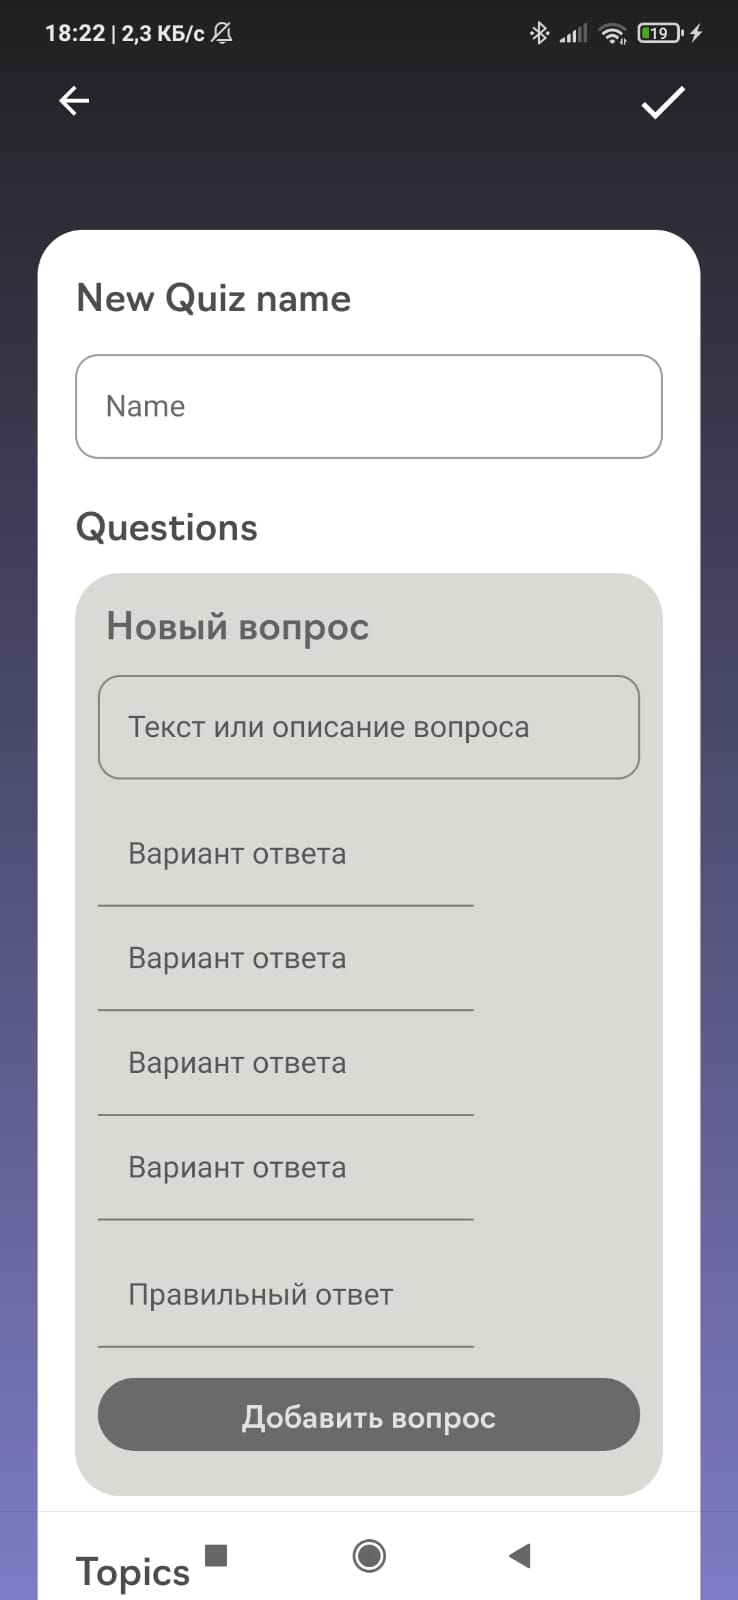 18:22 | 2,3 КБ/с
19
New Quiz name
Name
Questions
Новый вопрос
Текст или описание вопроса
Вариант ответа
Вариант ответа
Вариант ответа
Вариант ответа
Правильный ответ
Добавить вопрос
Topics